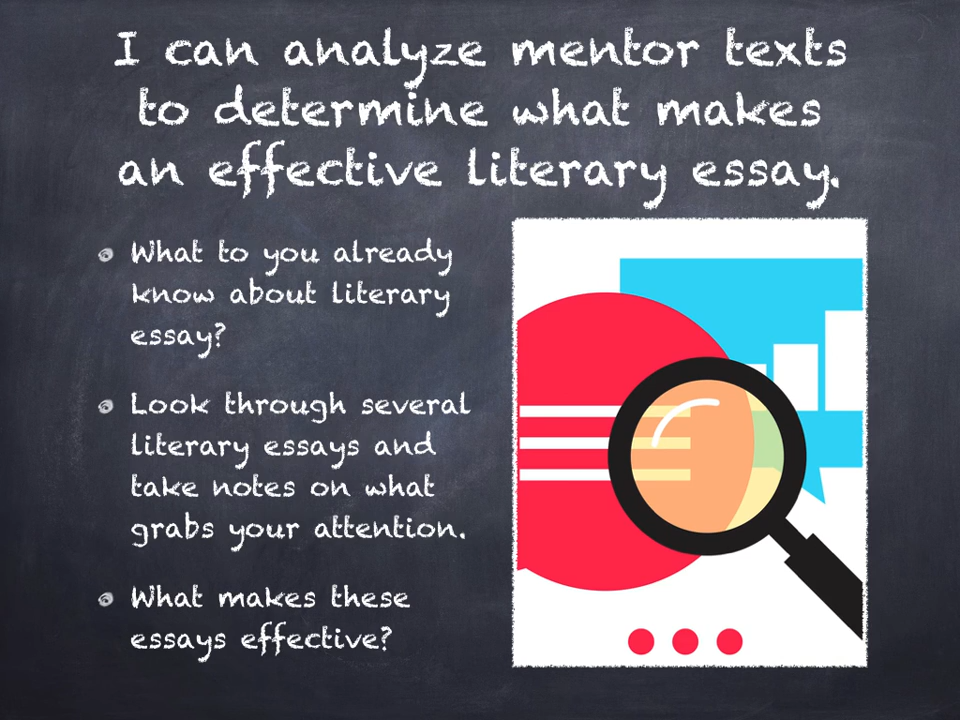 I can analyze mentor texts
to determine what makes
an effective literary essay.
What to you already
know about literary
essay?
Look through several
literary essays and
take notes on what
grabs your attention.
What makes these
essays effective?